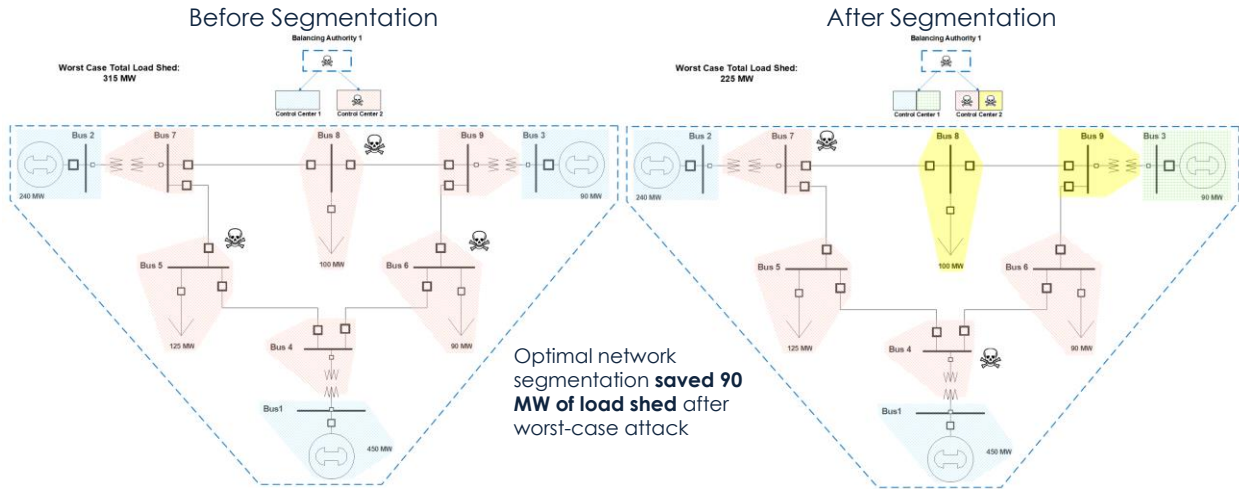 Before Segmentation
Balancing Authority 1
Worst Case Total Load Shed:
315 MW
Control Center 1
Control Center 2
Bus 2
Bus 7
Bus 8
Bus 9
Bus 3
240 MW
90 MW
Bus 5
100 MW
Bus 6
125 MW
90 MW
Bus 4
Bus1
450 MW
Optimal network
segmentation saved 90
MW of load shed after
worst-case attack
After Segmentation
Balancing Authority 1
Worst Case Total Load Shed:
225 MW
Control Center 1
Control Center 2
Bus 2
Bus 7
Bus 8
Bus 9
Bus 3
240 MW
90 MW
Bus 5
100 MW
Bus 6
125 MW
90 MW
Bus 4
Bus1
450 MW